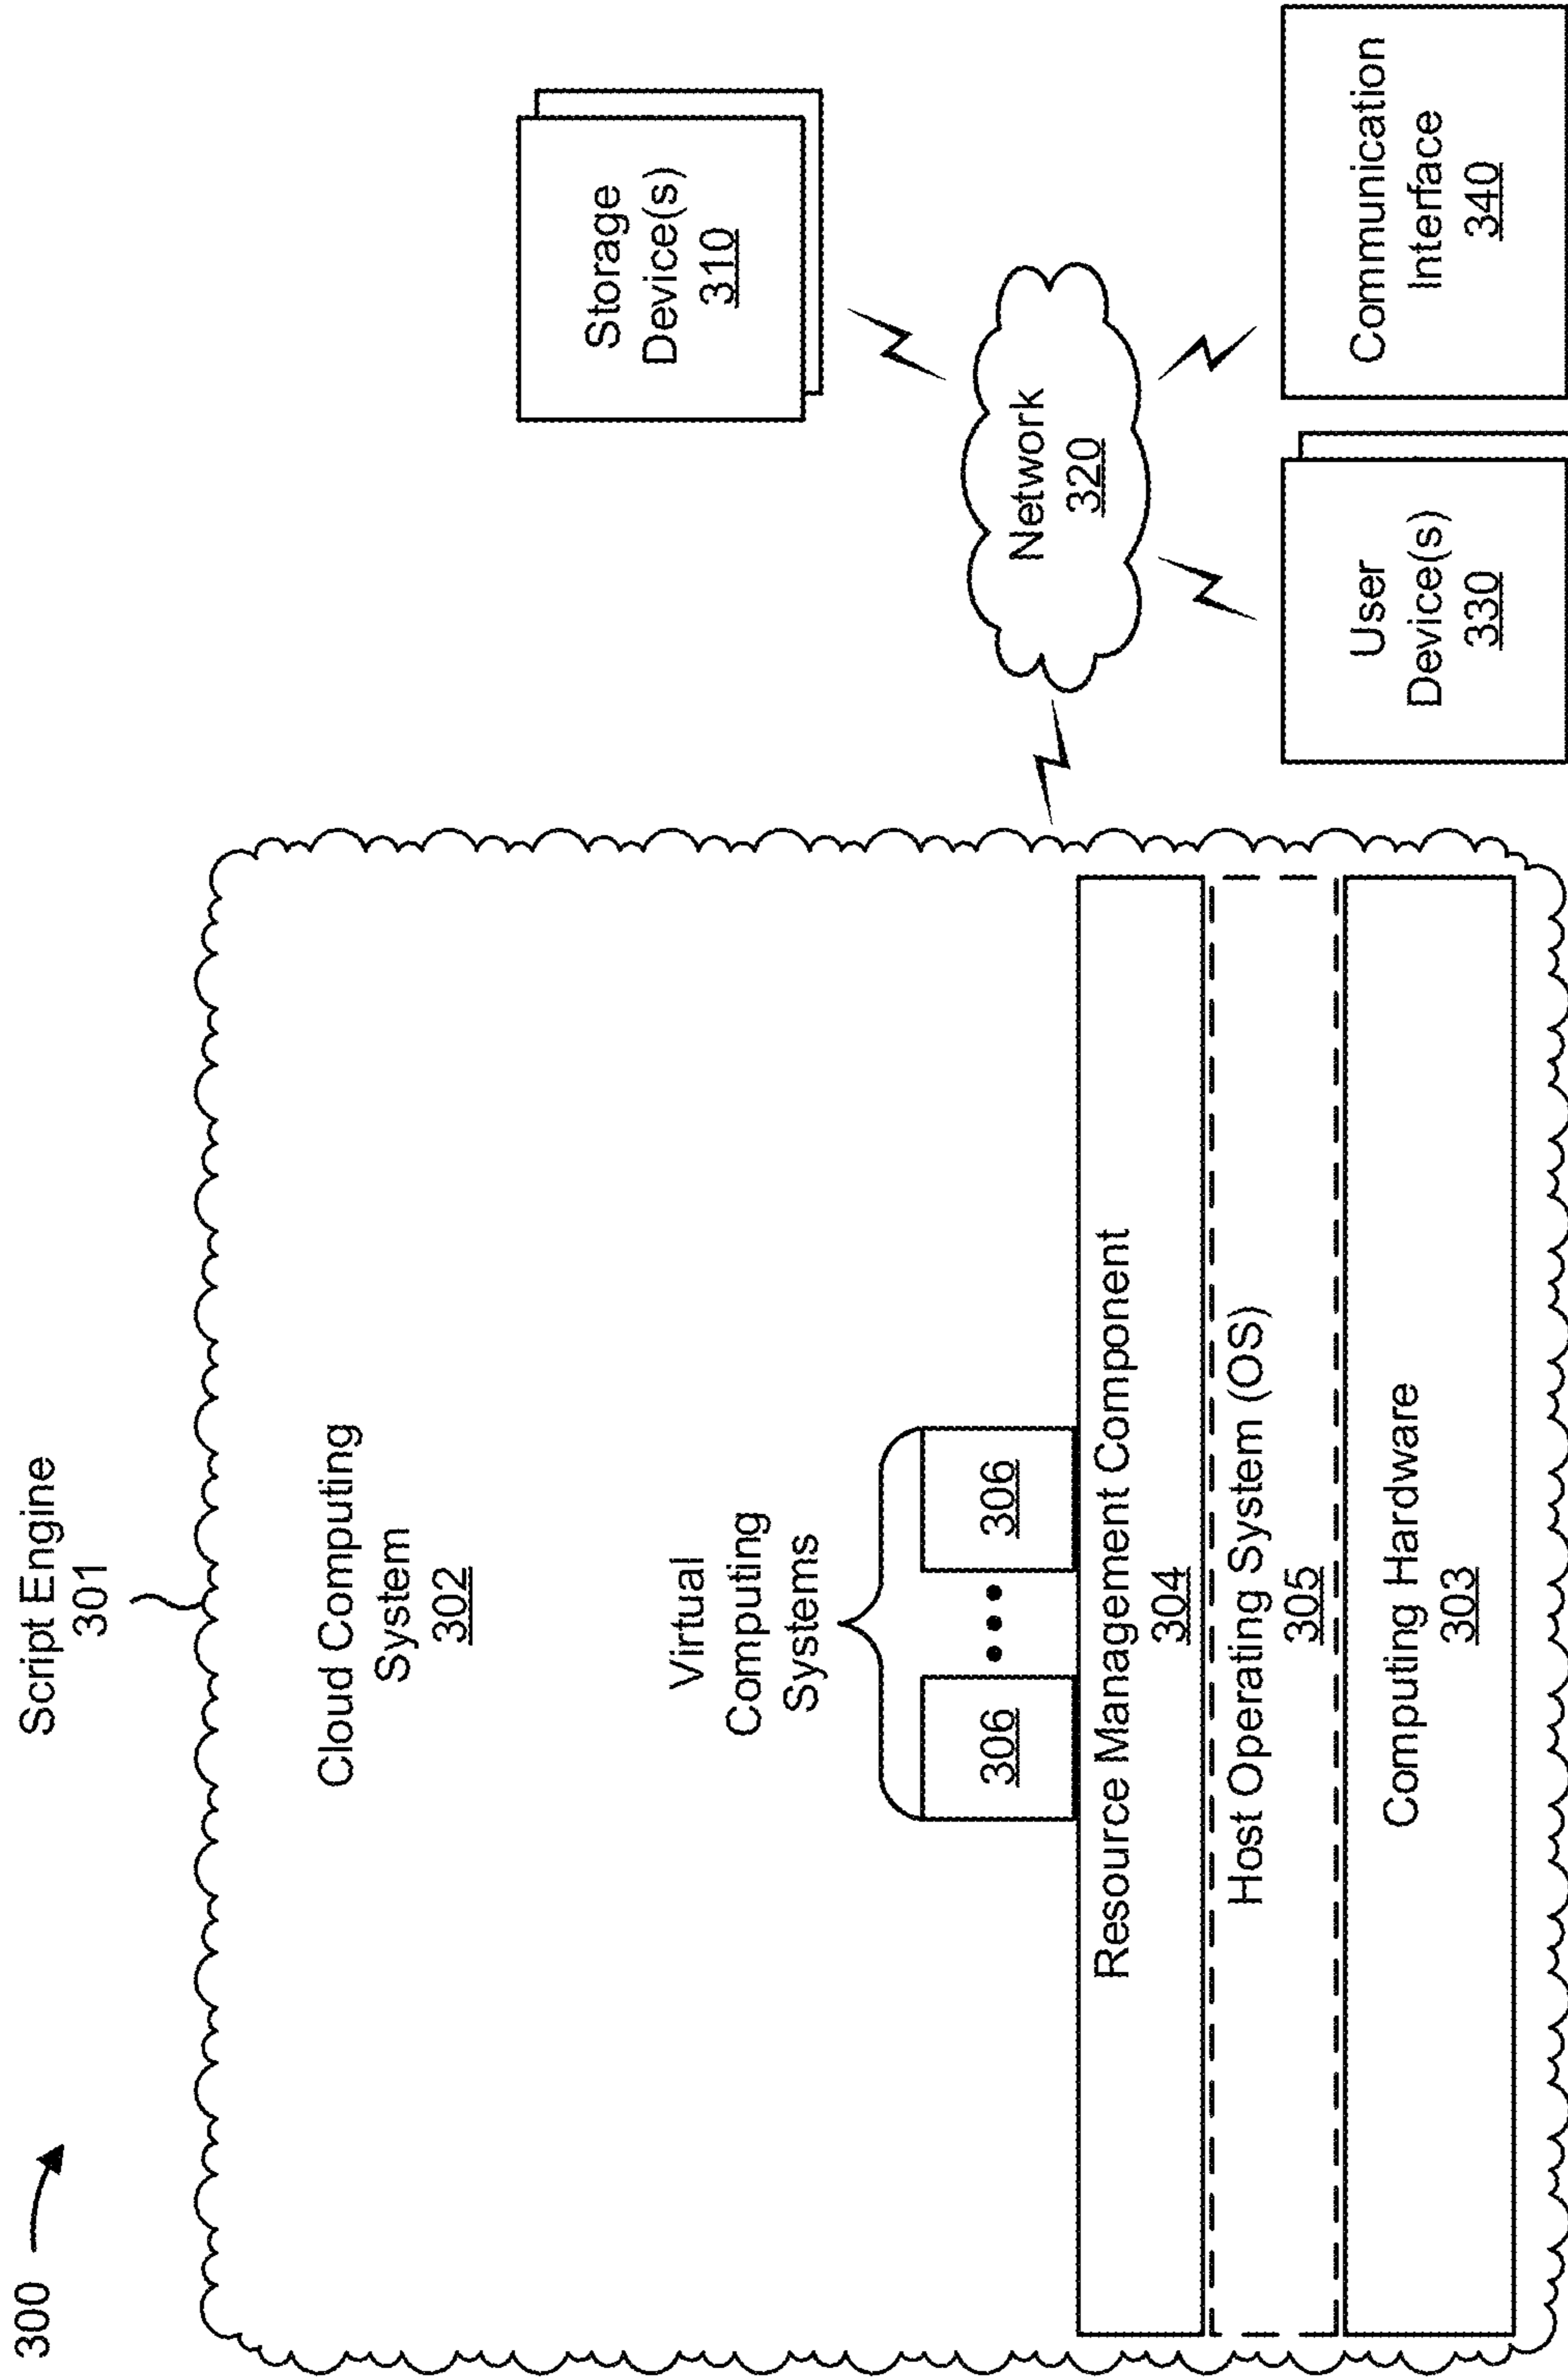 300
Script Engine
301
Cloud Computing
System
302
Virtual
Computing
Systems
306
306
Resource Management Component
304
Host Operating System (OS)
305
Computing Hardware
303
Storage
Device(s)
310
Network
320
User
Device(s)
330
Communication
Interface
340